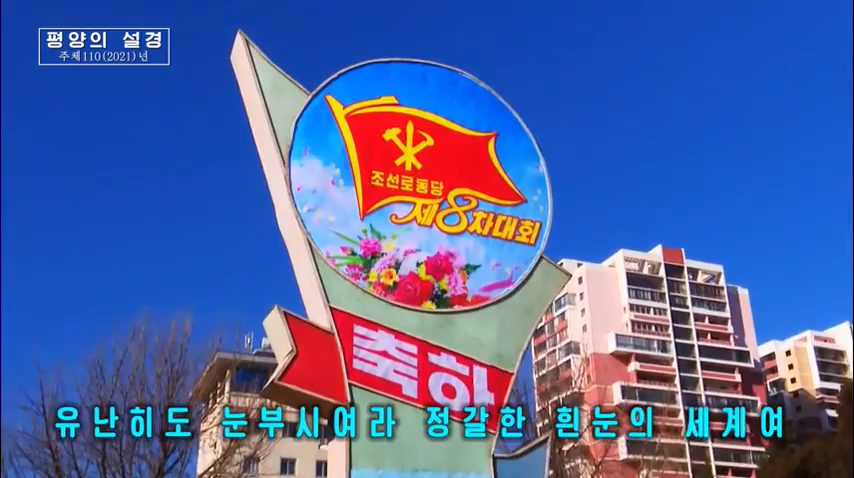 평양의 설경
주체110(2021)년
조선로동당
제8차대회
축하
유난히도 눈부시여라 정갈한 흰눈의 세계여